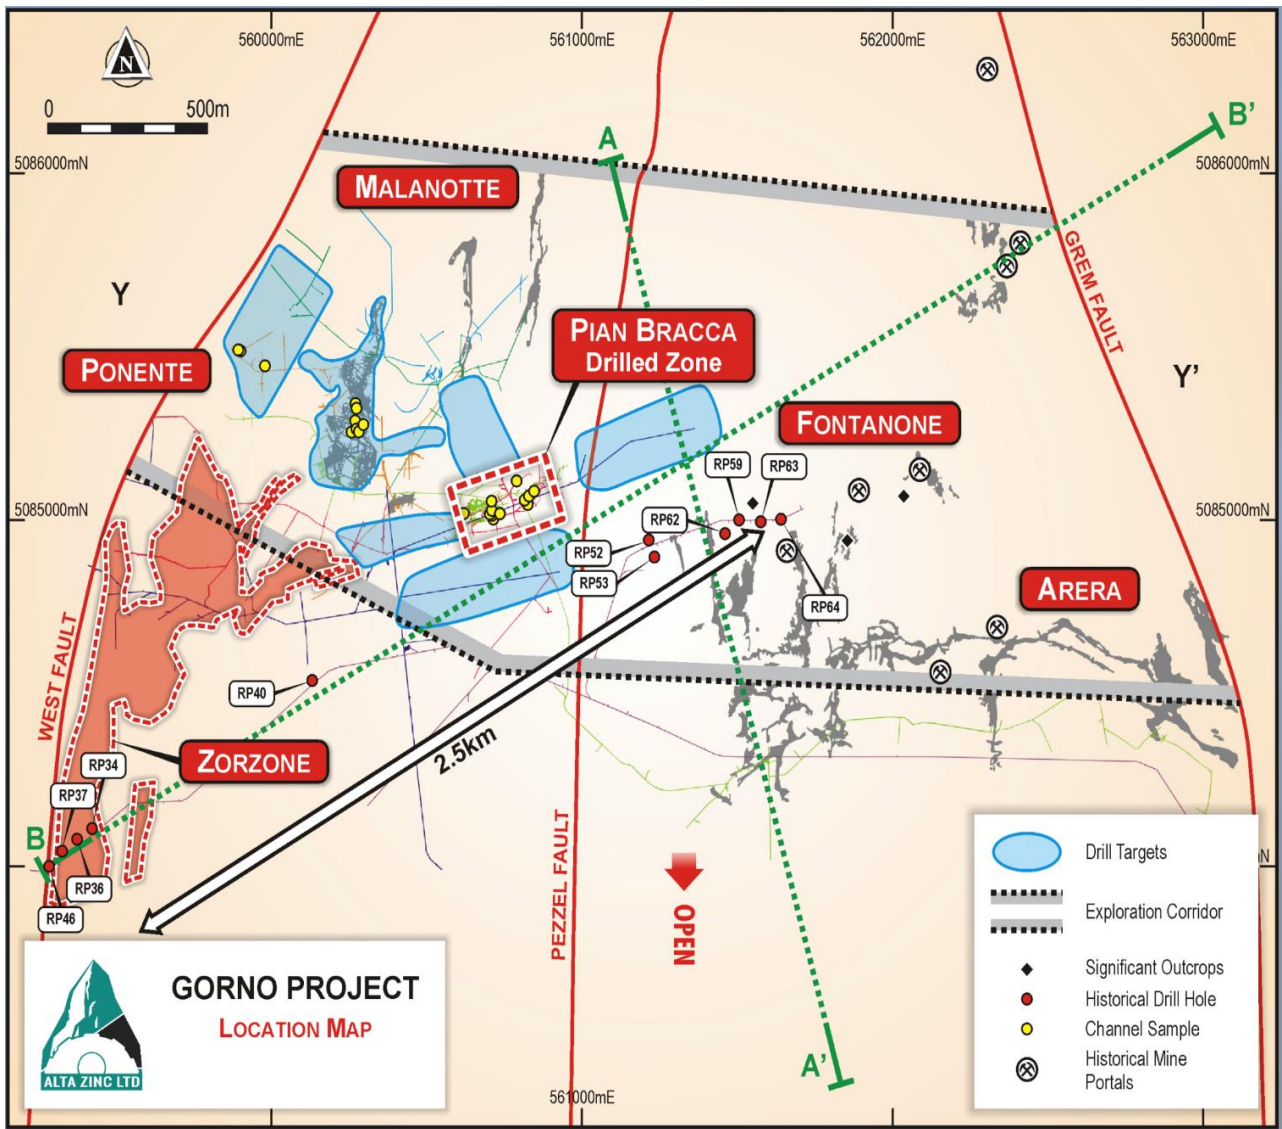 560000mE
561000mE
562000mE
563000mE
N
0 500m
A
B'
5086000mN
5086000mN
MALANOTTE
GREM FAULT
Y
PIAN BRACCA
Drilled Zone
PONENTE
Y'
FONTANONE
RP59
RP63
5085000mN
5085000mN
RP62
RP52
RP53
ARERA
RP64
WEST FAULT
RP40
2.5km
ZORZONE
RP34
RP37
B
RP36
RP46
PEZZEL FAULT
OPEN
N
Drill Targets
Exploration Corridor
Significant Outcrops
Historical Drill Hole
Channel Sample
Historical Mine
Portals
GORNO PROJECT
LOCATION MAP
ALTA ZINC LTD
A'
561000mE